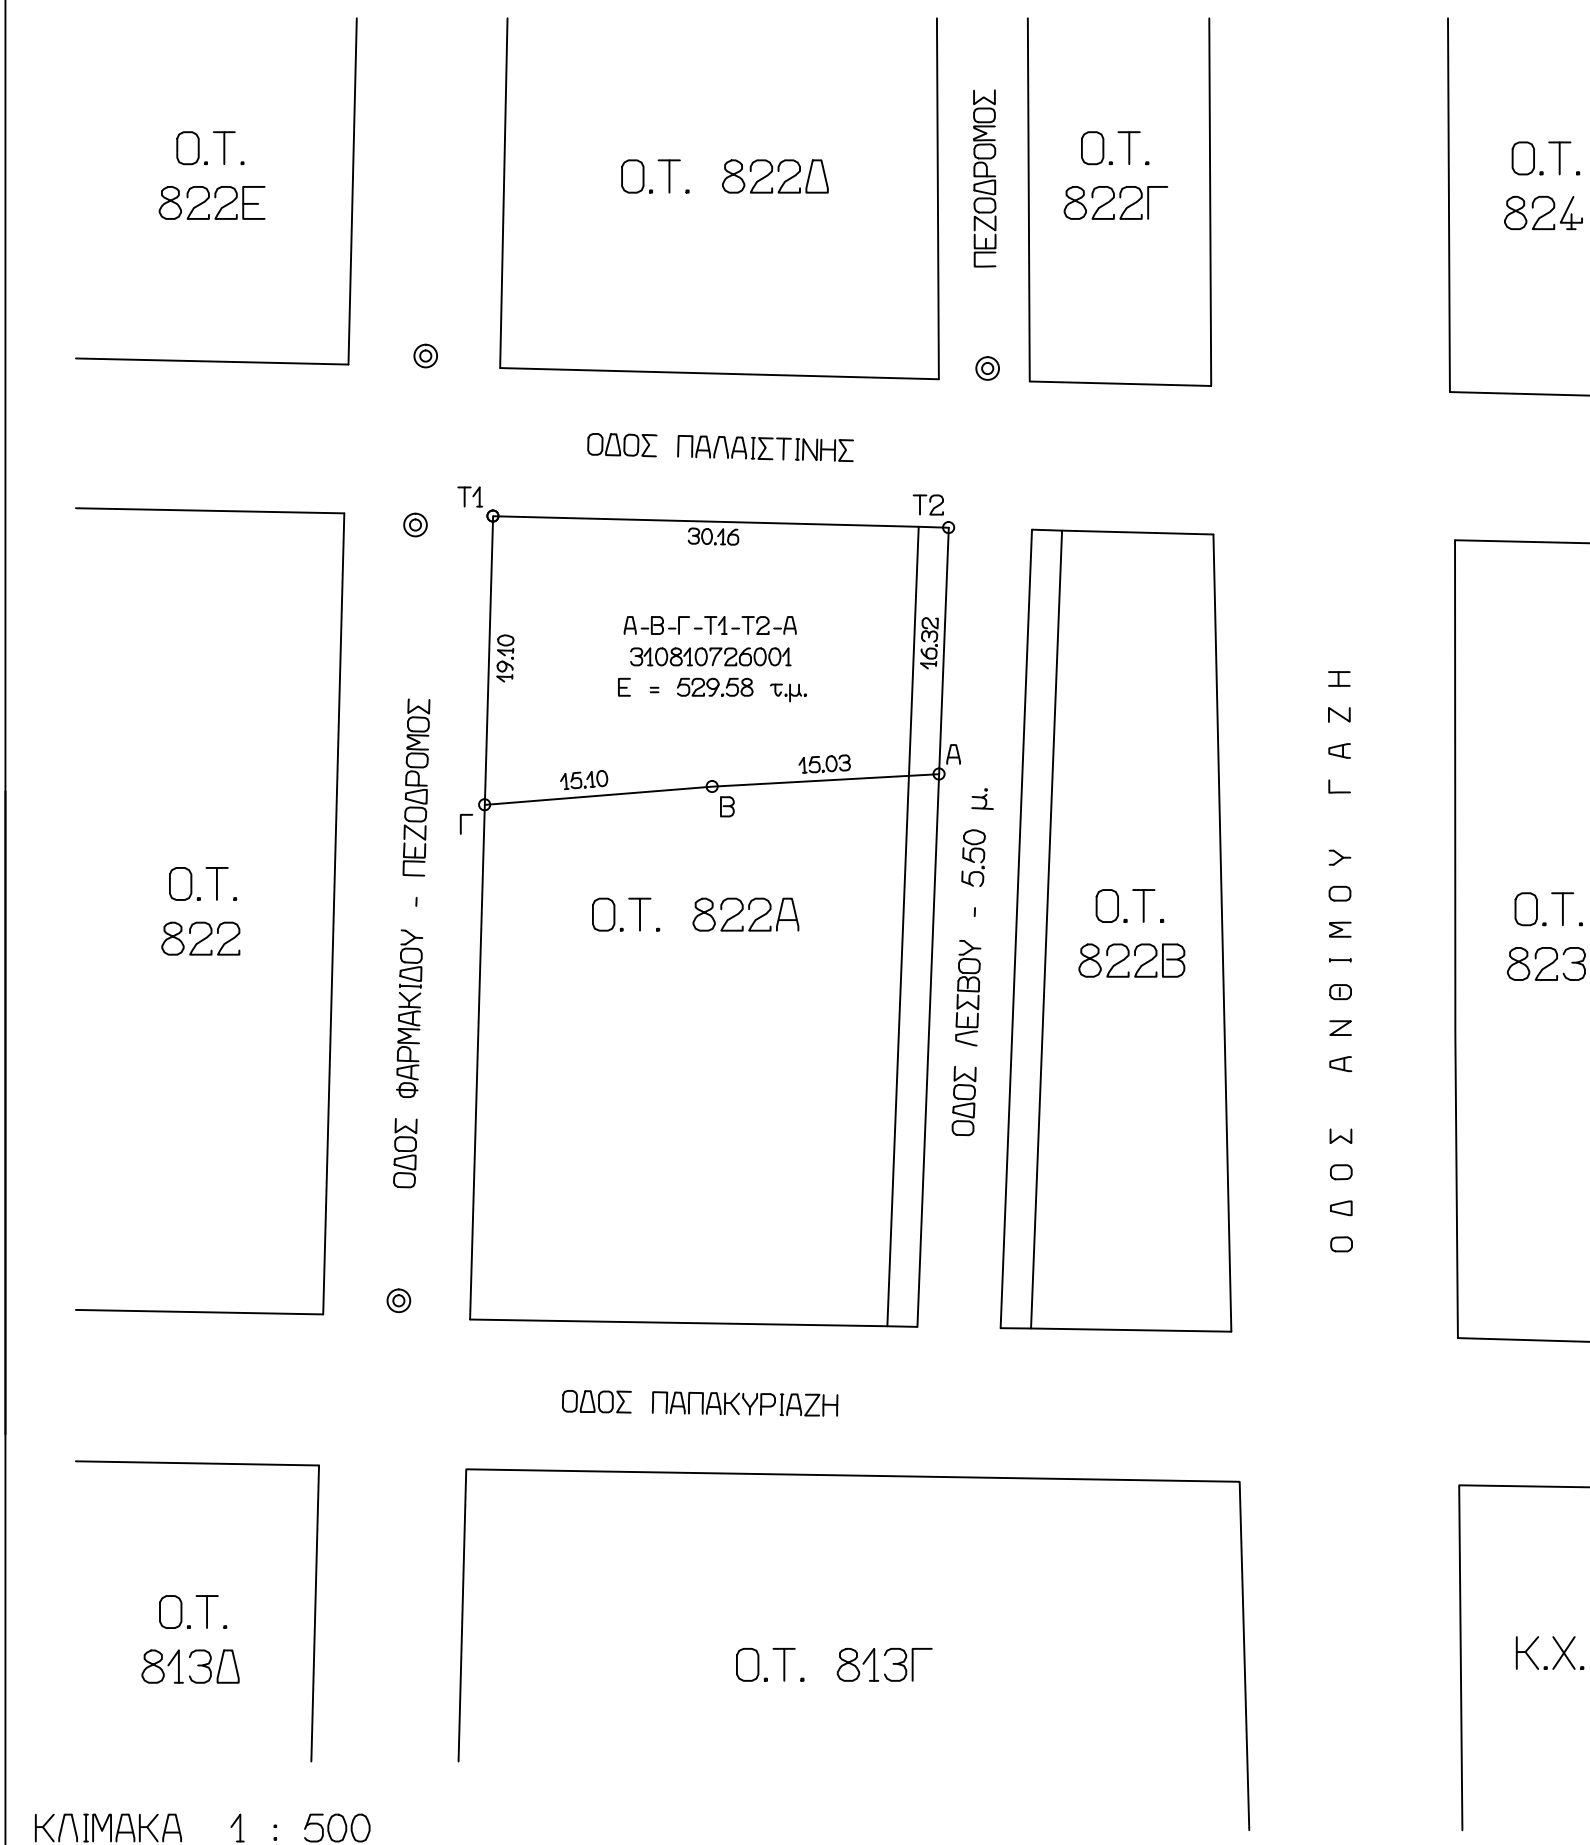 Ο.Τ.
822Ε
Ο.Τ. 822Δ
ΠΕΖΟΔΡΟΜΟΣ
Ο.Τ.
822Γ
Ο.Τ.
824
ΟΔΟΣ ΠΑΛΑΙΣΤΙΝΗΣ
Τ1
Τ2
30.16
19.10
Α-Β-Γ-Τ1-Τ2-Α
310810726001
Ε = 529.58 τ.μ.
16.32
15.10
15.03
Α
Β
Γ
Ο.Τ.
822
ΟΔΟΣ ΦΑΡΜΑΚΙΔΟΥ - ΠΕΖΟΔΡΟΜΟΣ
Ο.Τ. 822Α
ΟΔΟΣ ΛΕΣΒΟΥ - 5.50 μ.
Ο.Τ.
822Β
ΟΔΟΣ ΑΝΘΙΜΟΥ ΓΑΖΗ
Ο.Τ.
823
ΟΔΟΣ ΠΑΠΑΚΥΡΙΑΖΗ
Ο.Τ.
813Δ
Ο.Τ. 813Γ
Κ.Χ.
ΚΛΙΜΑΚΑ 1 : 500